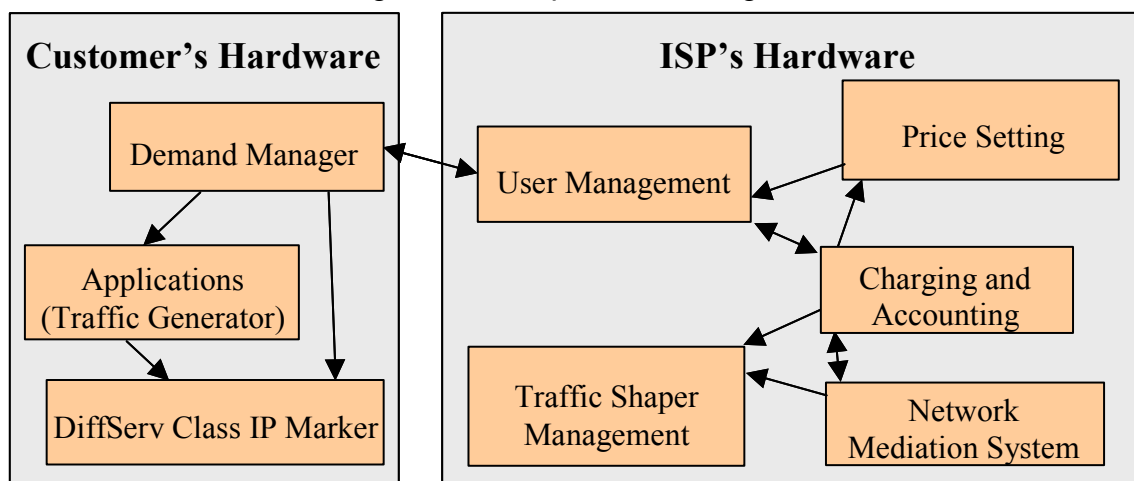 Customer’s Hardware
Demand Manager
Applications
(Traffic Generator)
DiffServ Class IP Marker
ISP’s Hardware
Price Setting
User Management
Charging and
Accounting
Traffic Shaper
Management
Network
Mediation System